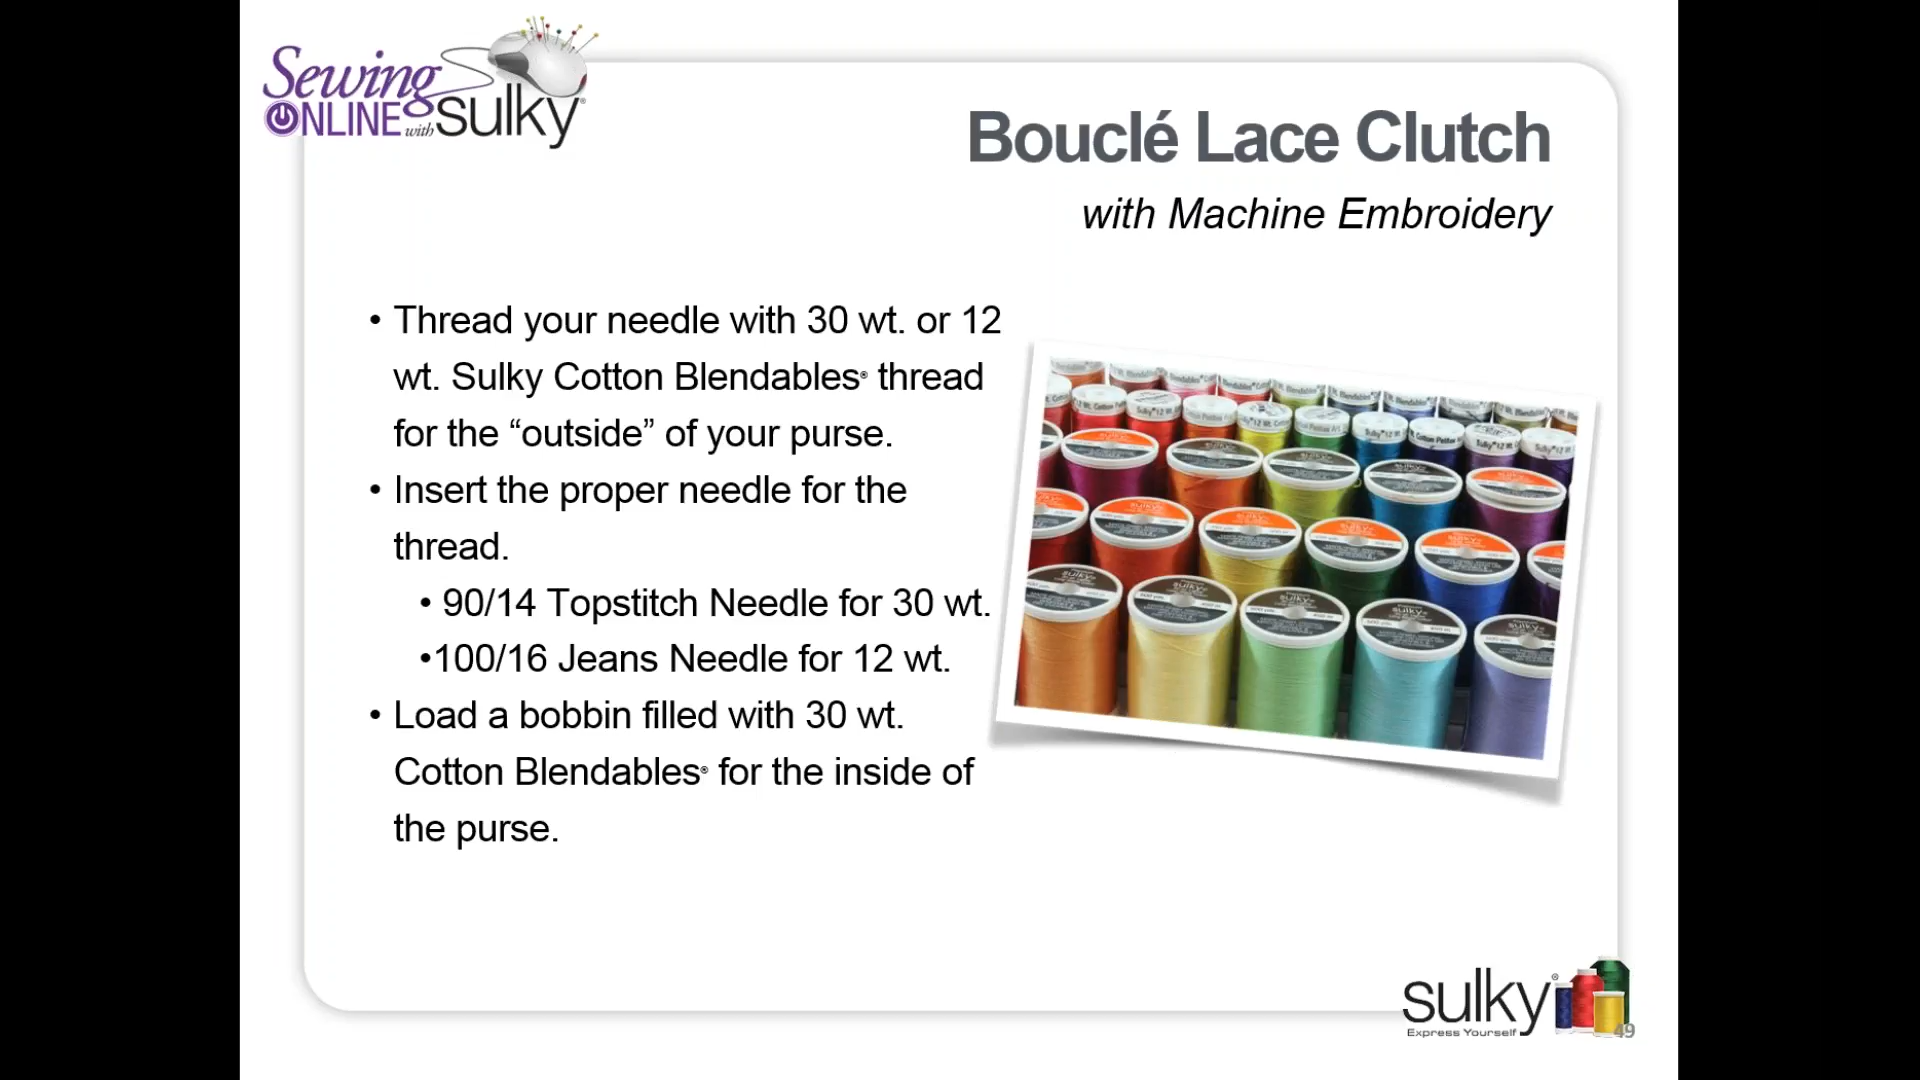 Sewing
ONLINE with sulky®
Bouclé Lace Clutch
with Machine Embroidery
• Thread your needle with 30 wt. or 12
wt. Sulky Cotton Blendables® thread
for the “outside” of your purse.
• Insert the proper needle for the
thread.
• 90/14 Topstitch Needle for 30 wt.
•100/16 Jeans Needle for 12 wt.
• Load a bobbin filled with 30 wt.
Cotton Blendables® for the inside of
the purse.
sulky®
Express Yourself
49